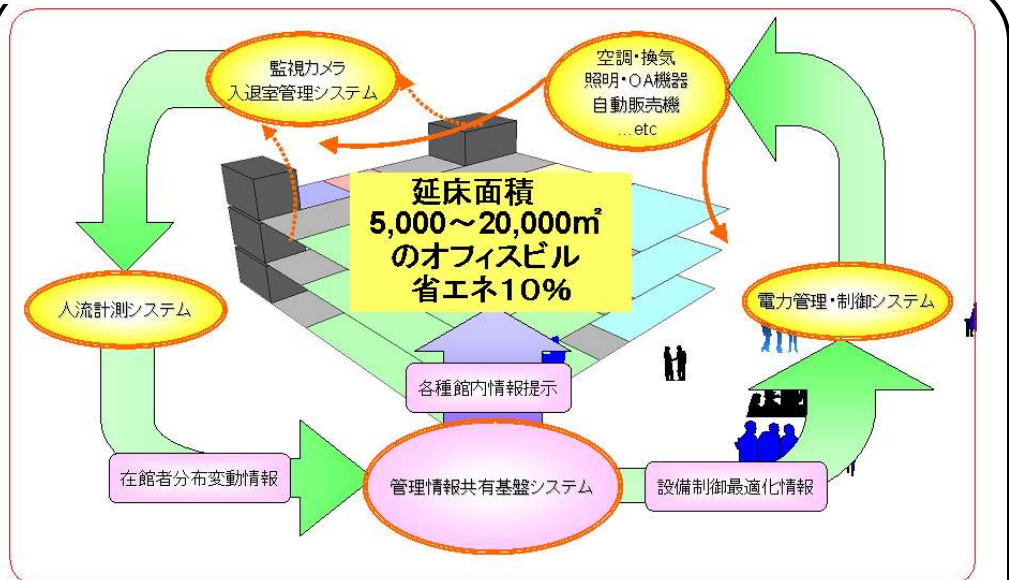 監視カメラ
入退室管理システム
空調・換気
照明・OA機器
自動販売機
...etc
延床面積
5,000～20,000㎡
のオフィスビル
省エネ10%
人流計測システム
電力管理・制御システム
各種館内情報提示
在館者分布変動情報
管理情報共有基盤システム
設備制御最適化情報